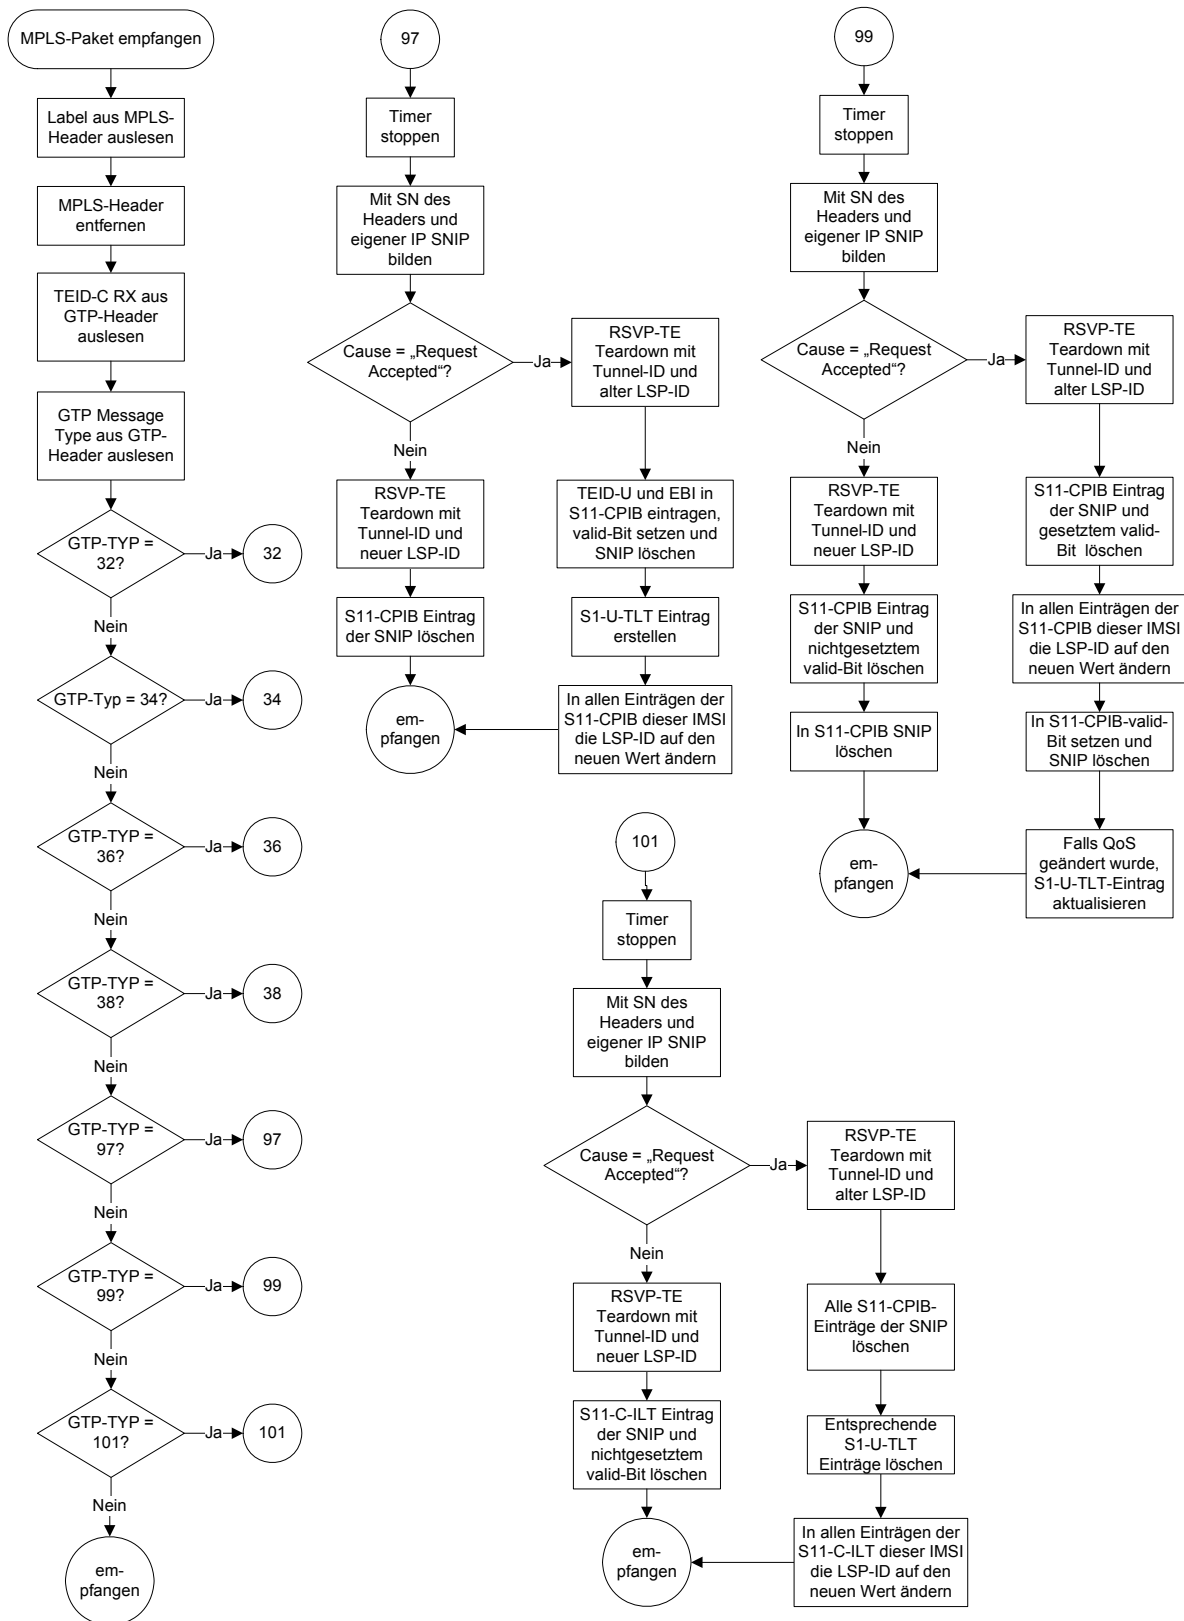 MPLS-Paket empfangen
Label aus MPLS-
Header auslesen
MPLS-Header
entfernen
TEID-C RX aus
GTP-Header
auslesen
GTP Message
Type aus GTP-
Header auslesen
GTP-TYP =
32?
Ja
32
Nein
GTP-Typ = 34?
Ja
34
Nein
GTP-TYP =
36?
Ja
36
Nein
GTP-TYP =
38?
Ja
38
Nein
GTP-TYP =
97?
Ja
97
Nein
GTP-TYP =
99?
Ja
99
Nein
GTP-TYP =
101?
Ja
101
Nein
em-
pfangen
97
Timer
stoppen
Mit SN des
Headers und
eigener IP SNIP
bilden
Cause = „Request
Accepted“?
Ja
RSVP-TE
Teardown mit
Tunnel-ID und
alter LSP-ID
Nein
RSVP-TE
Teardown mit
Tunnel-ID und
neuer LSP-ID
TEID-U und EBI in
S11-CPIB eintragen,
valid-Bit setzen und
SNIP löschen
S11-CPIB Eintrag
der SNIP löschen
S1-U-TLT Eintrag
erstellen
em-
pfangen
In allen Einträgen der
S11-CPIB dieser IMSI
die LSP-ID auf den
neuen Wert ändern
99
Timer
stoppen
Mit SN des
Headers und
eigener IP SNIP
bilden
Cause = „Request
Accepted“?
Ja
RSVP-TE
Teardown mit
Tunnel-ID und
alter LSP-ID
Nein
RSVP-TE
Teardown mit
Tunnel-ID und
neuer LSP-ID
S11-CPIB Eintrag
der SNIP und
gesetztem valid-
Bit löschen
S11-CPIB Eintrag
der SNIP und
nichtgesetztem
valid-Bit löschen
In allen Einträgen der
S11-CPIB dieser IMSI
die LSP-ID auf den
neuen Wert ändern
In S11-CPIB SNIP
löschen
In S11-CPIB-valid-
Bit setzen und
SNIP löschen
em-
pfangen
Falls QoS
geändert wurde,
S1-U-TLT-Eintrag
aktualisieren
101
Timer
stoppen
Mit SN des
Headers und
eigener IP SNIP
bilden
Cause = „Request
Accepted“?
Ja
RSVP-TE
Teardown mit
Tunnel-ID und
alter LSP-ID
Nein
RSVP-TE
Teardown mit
Tunnel-ID und
neuer LSP-ID
Alle S11-CPIB-
Einträge der SNIP
löschen
S11-C-ILT Eintrag
der SNIP und
nichtgesetztem
valid-Bit löschen
Entsprechende
S1-U-TLT
Einträge löschen
em-
pfangen
In allen Einträgen der
S11-C-ILT dieser IMSI
die LSP-ID auf den
neuen Wert ändern